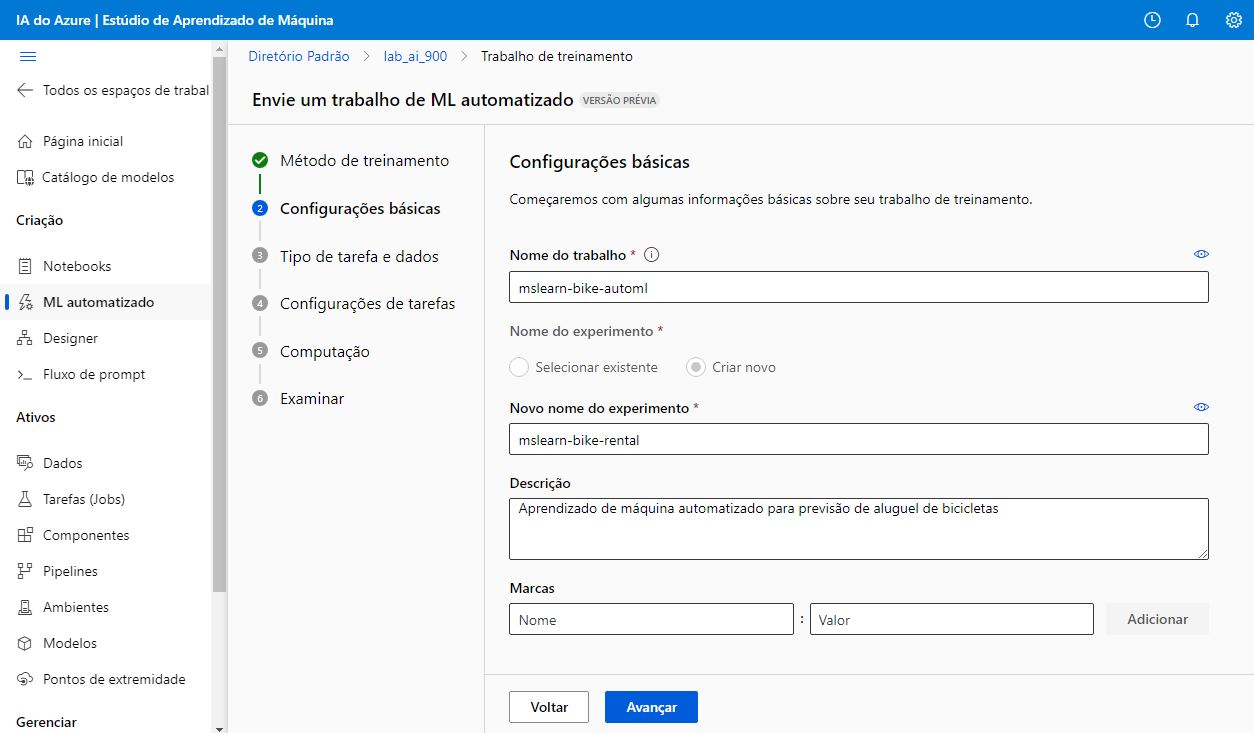 IA do Azure | Estúdio de Aprendizado de Máquina
Todos os espaços de trabal
Página inicial
Catálogo de modelos
Criação
Notebooks
ML automatizado
Designer
Fluxo de prompt
Ativos
Dados
Tarefas (Jobs)
Componentes
Pipelines
Ambientes
Modelos
Pontos de extremidade
Gerenciar
Diretório Padrão > lab_ai_900 > Trabalho de treinamento
Envie um trabalho de ML automatizado VERSÃO PRÉVIA
Método de treinamento
2 Configurações básicas
3 Tipo de tarefa e dados
4 Configurações de tarefas
5 Computação
6 Examinar
Configurações básicas
Começaremos com algumas informações básicas sobre seu trabalho de treinamento.
Nome do trabalho *
mslearn-bike-automl
Nome do experimento *
Selecionar existente Criar novo
Novo nome do experimento *
mslearn-bike-rental
Descrição
Aprendizado de máquina automatizado para previsão de aluguel de bicicletas
Marcas
Nome : Valor Adicionar
Voltar Avançar